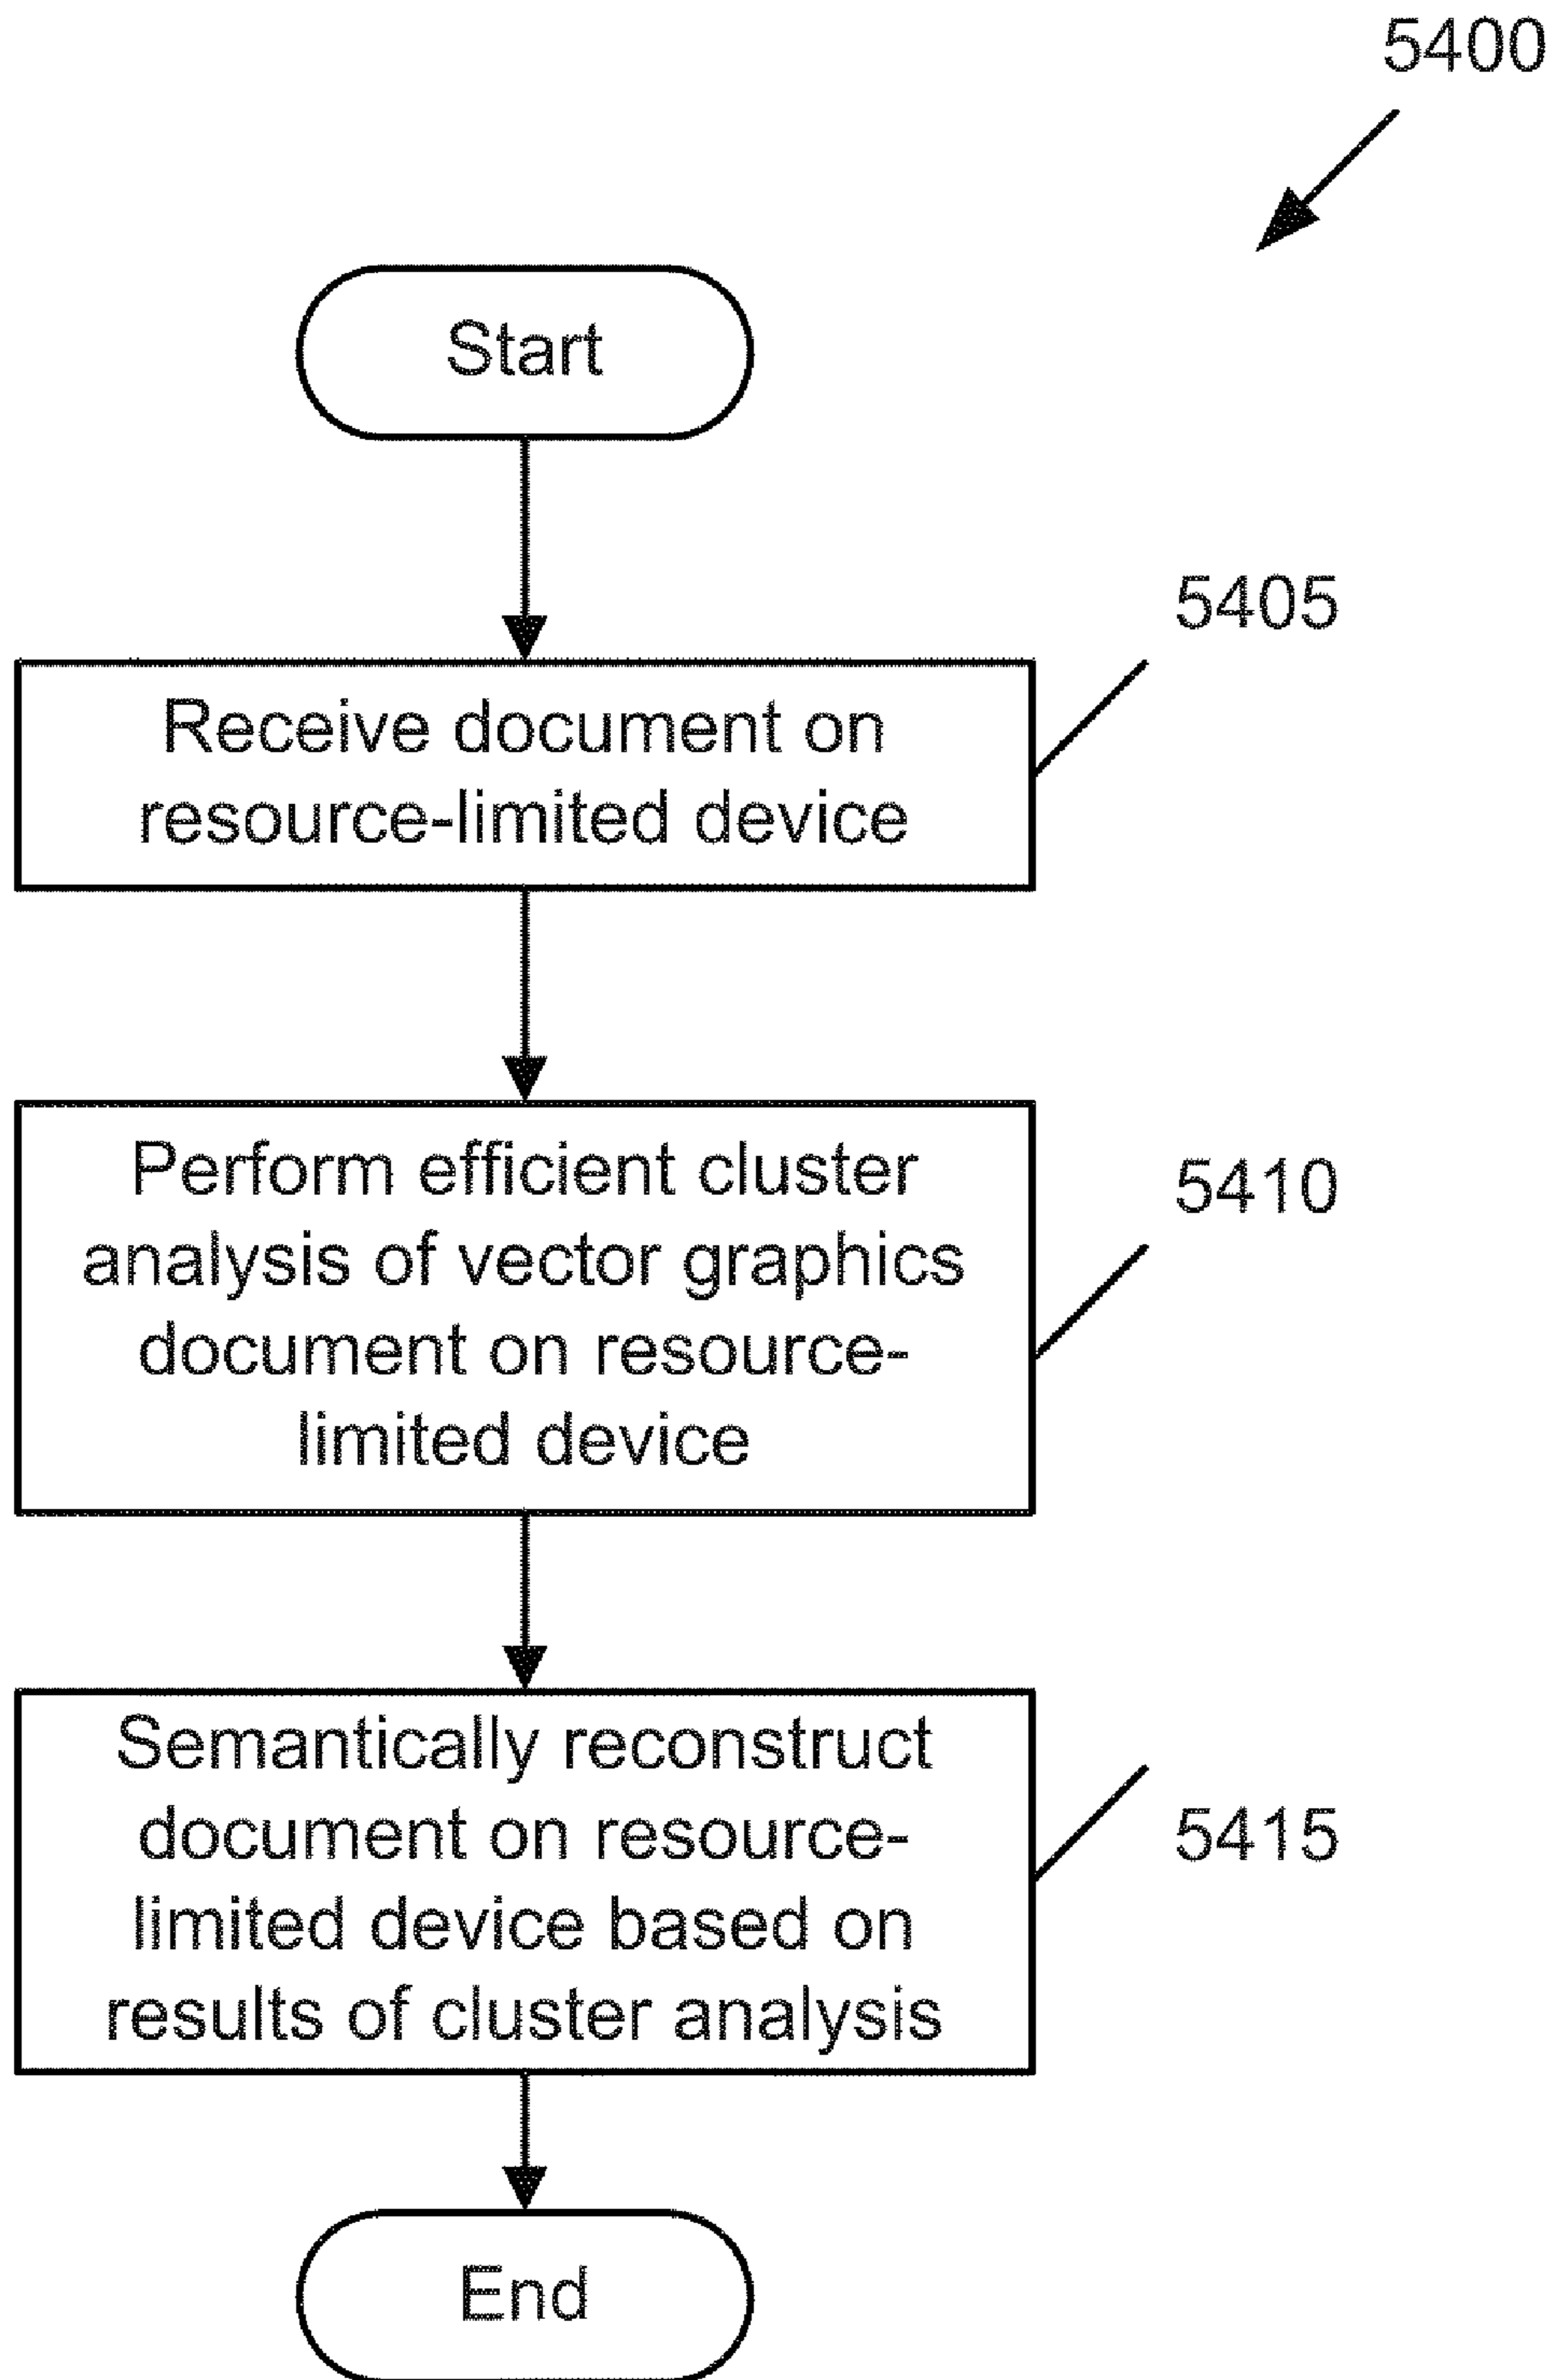 5400
Start
5405
Receive document on
resource-limited device
Perform efficient cluster
analysis of vector graphics
document on resource-
limited device
5410
Semantically reconstruct
document on resource-
limited device based on
results of cluster analysis
5415
End